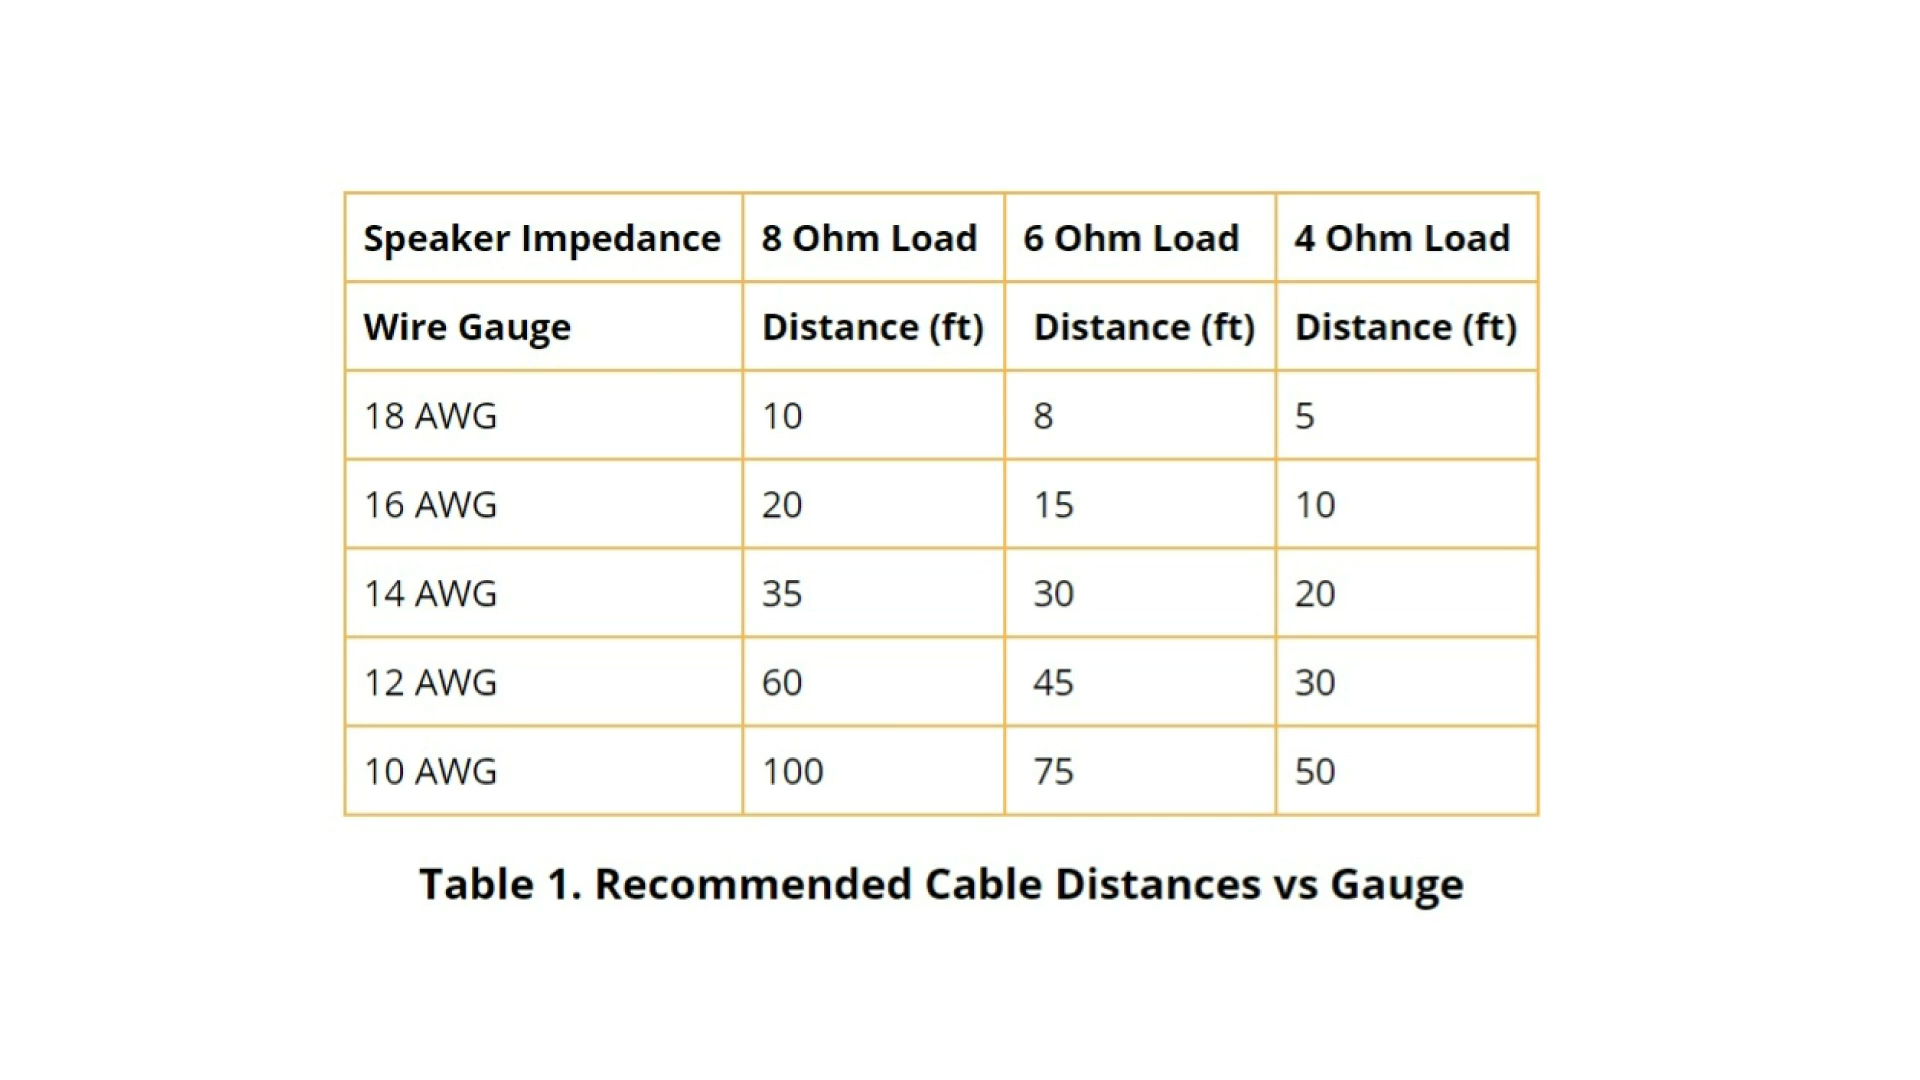 Speaker Impedance 8 Ohm Load 6 Ohm Load 4 Ohm Load
Wire Gauge Distance (ft) Distance (ft) Distance (ft)
18 AWG 10 8 5
16 AWG 20 15 10
14 AWG 35 30 20
12 AWG 60 45 30
10 AWG 100 75 50
Table 1. Recommended Cable Distances vs Gauge